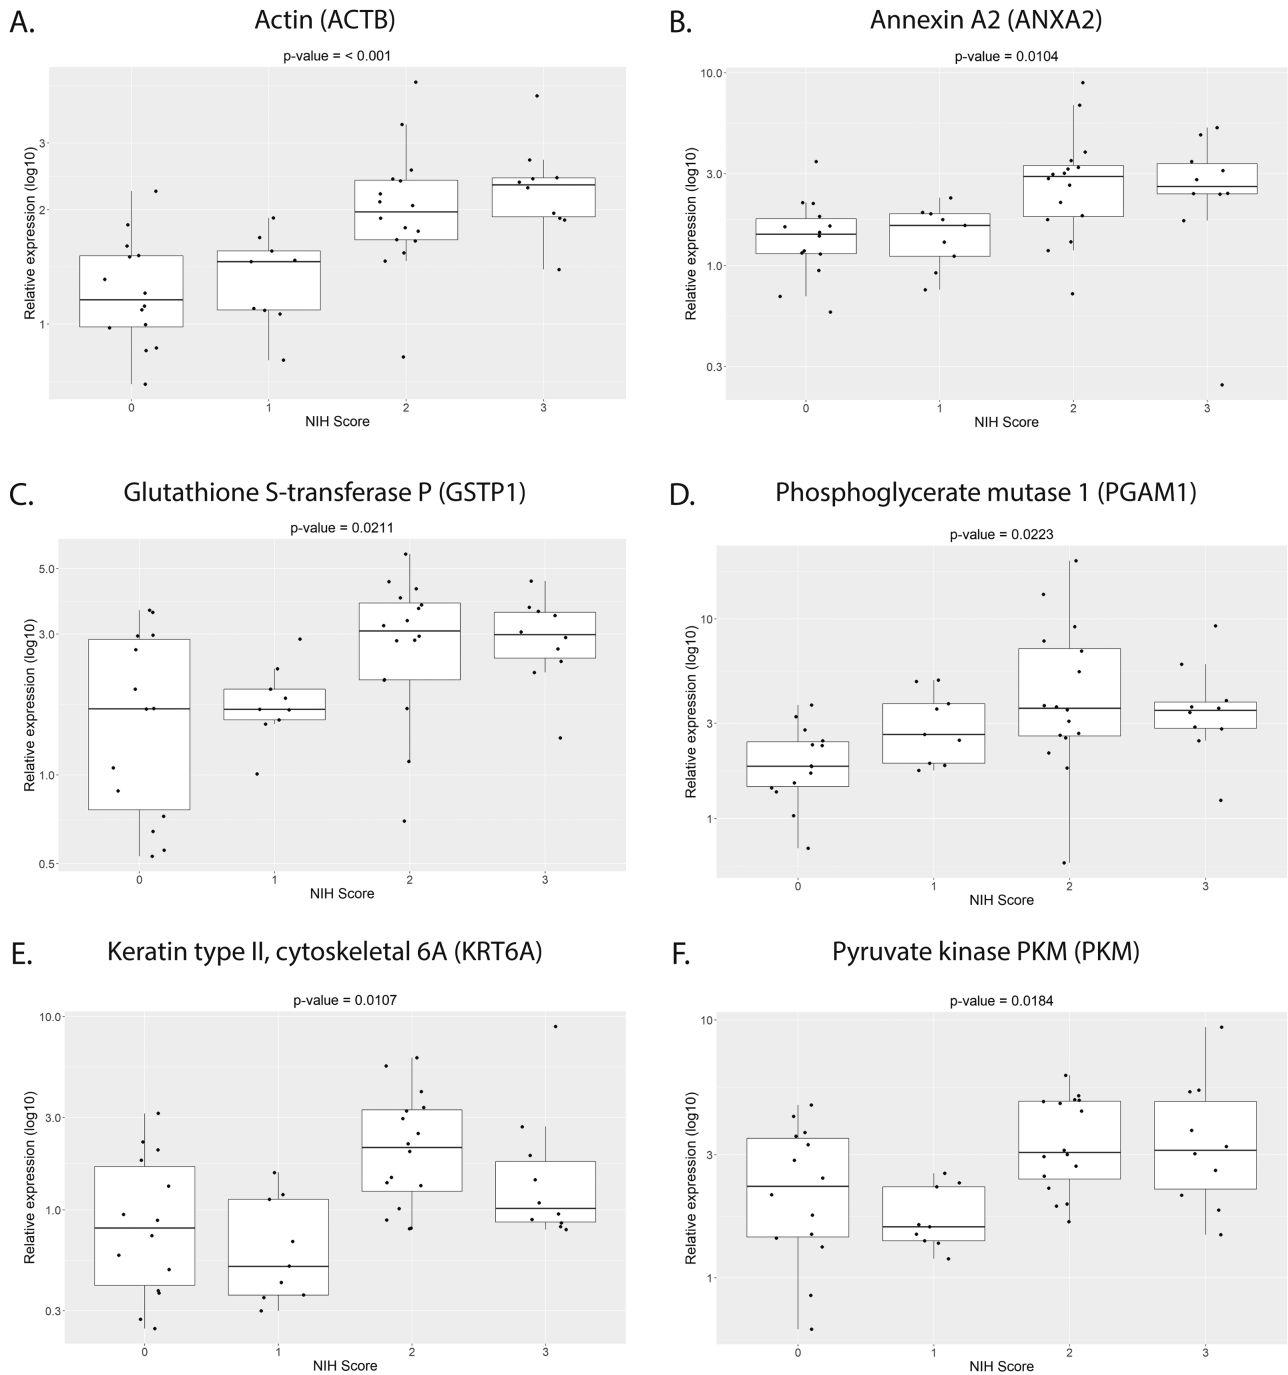 A. Actin (ACTB)
p-value = < 0.001
Relative expression (log10)
3
2
1
0 1 2 3
NIH Score
B. Annexin A2 (ANXA2)
p-value = 0.0104
Relative expression (log10)
10.0
3.0
1.0
0.3
0 1 2 3
NIH Score
C. Glutathione S-transferase P (GSTP1)
p-value = 0.0211
Relative expression (log10)
5.0
3.0
1.0
0.5
0 1 2 3
NIH Score
D. Phosphoglycerate mutase 1 (PGAM1)
p-value = 0.0223
Relative expression (log10)
10
3
1
0 1 2 3
NIH Score
E. Keratin type II, cytoskeletal 6A (KRT6A)
p-value = 0.0107
Relative expression (log10)
10.0
3.0
1.0
0.3
0 1 2 3
NIH Score
F. Pyruvate kinase PKM (PKM)
p-value = 0.0184
Relative expression (log10)
10
3
1
0 1 2 3
NIH Score